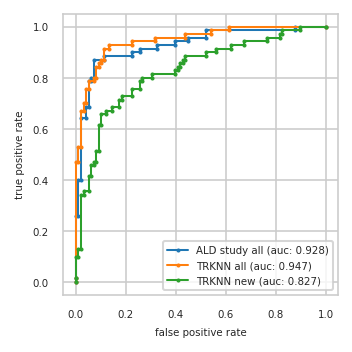 1.0
0.8
0.6
0.4
0.2
0.0
true positive rate
ALD study all (auc: 0.928)
TRKNN all (auc: 0.947)
TRKNN new (auc: 0.827)
0.0 0.2 0.4 0.6 0.8 1.0
false positive rate